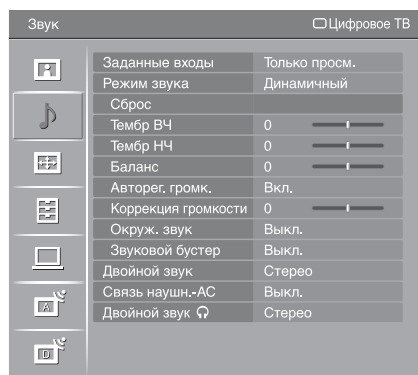 Звук Цифровое ТВ
Заданные входы Только просм.
Режим звука Динамичный
Сброс
Тембр ВЧ 0
Тембр НЧ 0
Баланс 0
Авторег. громк. Вкл.
Коррекция громкости 0
Окруж. звук Выкл.
Звуковой бустер Выкл.
Двойной звук Стерео
Связь наушн.-АС Выкл.
Двойной звук Стерео
A
D